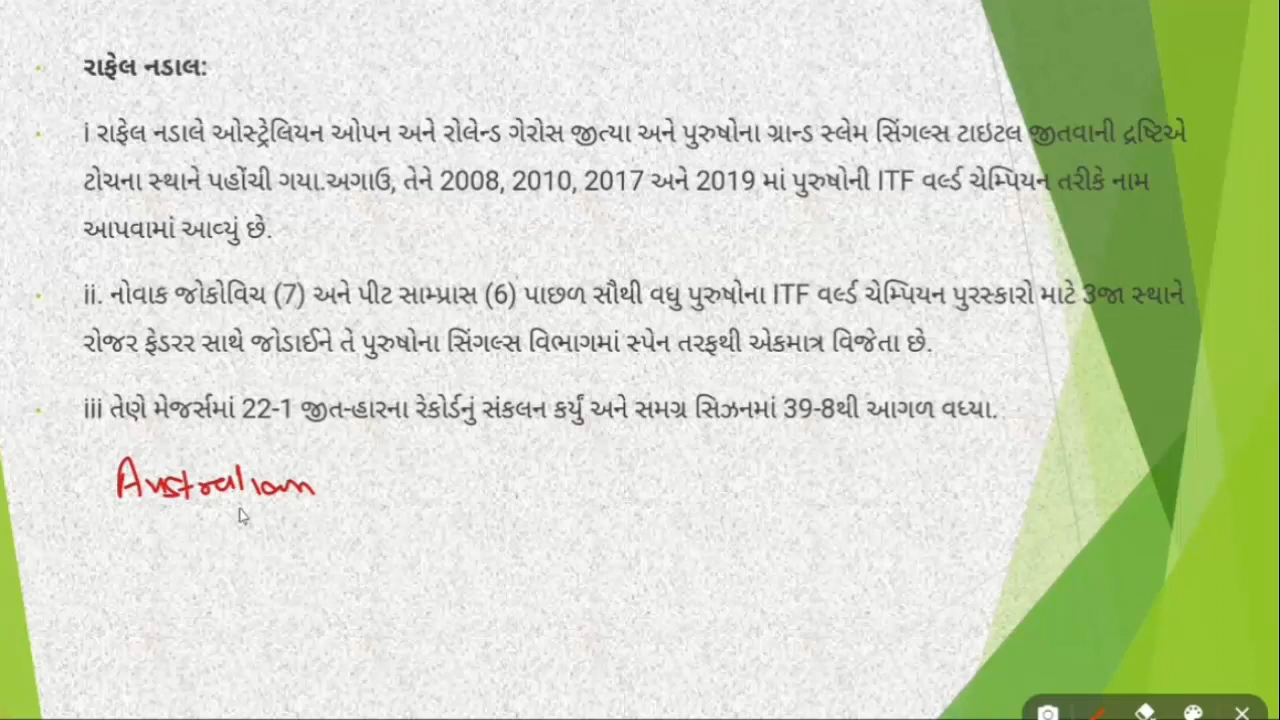 રાફેલ નડાલ:
i રાફેલ નડાલે ઓસ્ટ્રેલિયન ઓપન અને રોલેન્ડ ગેરોસ જીત્યા અને પુરુષોના ગ્રાન્ડ સ્લેમ સિંગલ્સ ટાઇટલ જીતવાની દ્રષ્ટિએ
ટોચના સ્થાને પહોંચી ગયા.અગાઉ, તેને 2008, 2010, 2017 અને 2019 માં પુરુષોની ITF વર્લ્ડ ચેમ્પિયન તરીકે નામ
આપવામાં આવ્યું છે.
ii. નોવાક જોકોવિચ (7) અને પીટ સામ્પ્રાસ (6) પાછળ સૌથી વધુ પુરુષોના ITF વર્લ્ડ ચેમ્પિયન પુરસ્કારો માટે 3જા સ્થાને
રોજર ફેડરર સાથે જોડાઈને તે પુરુષોના સિંગલ્સ વિભાગમાં સ્પેન તરફથી એકમાત્ર વિજેતા છે.
iii તેણે મેજર્સમાં 22-1 જીત-હારના રેકોર્ડનું સંકલન કર્યું અને સમગ્ર સિઝનમાં 39-8થી આગળ વધ્યા.
Australian